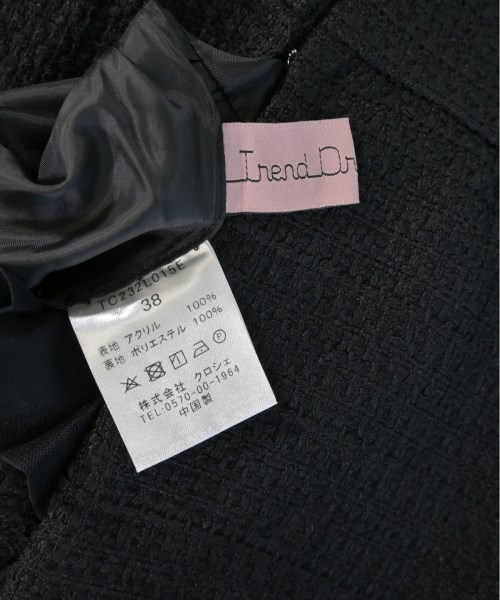 Trend Dr
TC232L015E
38
表地 アクリル 100%
裏地 ポリエステル 100%
株式会社 クロシェ
TEL:0570-00-1964
中国製